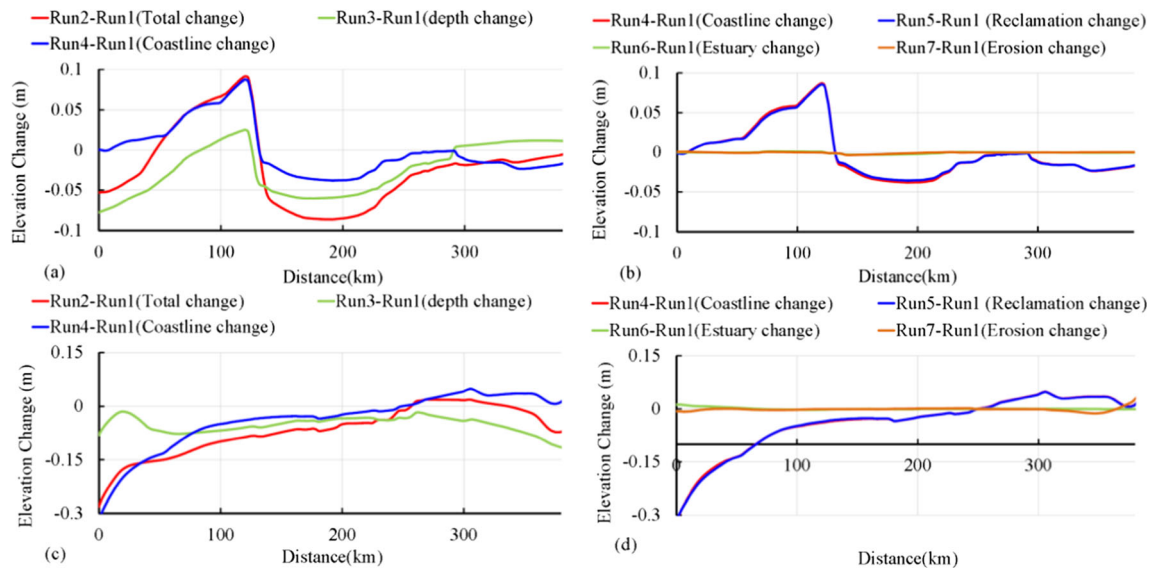 Run2-Run1(Total change) Run3-Run1(depth change)
Run4-Run1(Coastline change)
Elevation Change (m)
0.1
0.05
0
-0.05
-0.1
0 100 200 300
(a)
Distance(km)
Run4-Run1(Coastline change) Run5-Run1 (Reclamation change)
Run6-Run1(Estuary change) Run7-Run1(Erosion change)
Elevation Change (m)
0.1
0.05
0
-0.05
-0.1
0 100 200 300
(b)
Distance(km)
Run2-Run1(Total change) Run3-Run1(depth change)
Run4-Run1(Coastline change)
Elevation Change (m)
0.15
0
-0.15
-0.3
0 100 200 300
(c)
Distance(km)
Run4-Run1(Coastline change) Run5-Run1 (Reclamation change)
Run6-Run1(Estuary change) Run7-Run1(Erosion change)
Elevation Change (m)
0.15
0
-0.15
-0.3
0 100 200 300
(d)
Distance(km)